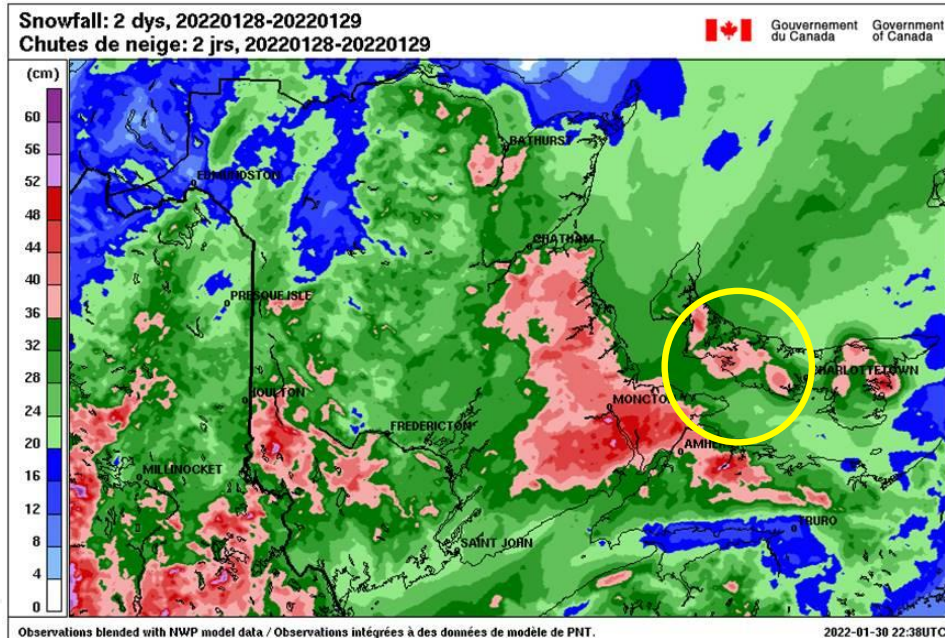 Snowfall: 2 dys, 20220128-20220129
Chutes de neige: 2 jrs, 20220128-20220129
Gouvernement du Canada
Government of Canada
(cm)
60
56
52
48
44
40
36
32
28
24
20
16
12
8
4
0
BATHURST
EDMUNDSTON
CHATHAM
PRESQUE ISLE
CHARLOTTETOWN
HOULTON
MONCTON
FREDERICTON
AMHERST
MILLINOCKET
TRURO
SAINT JOHN
Observations blended with NWP model data / Observations intégrées à des données de modèle de PNT.
2022-01-30 22:38UTC